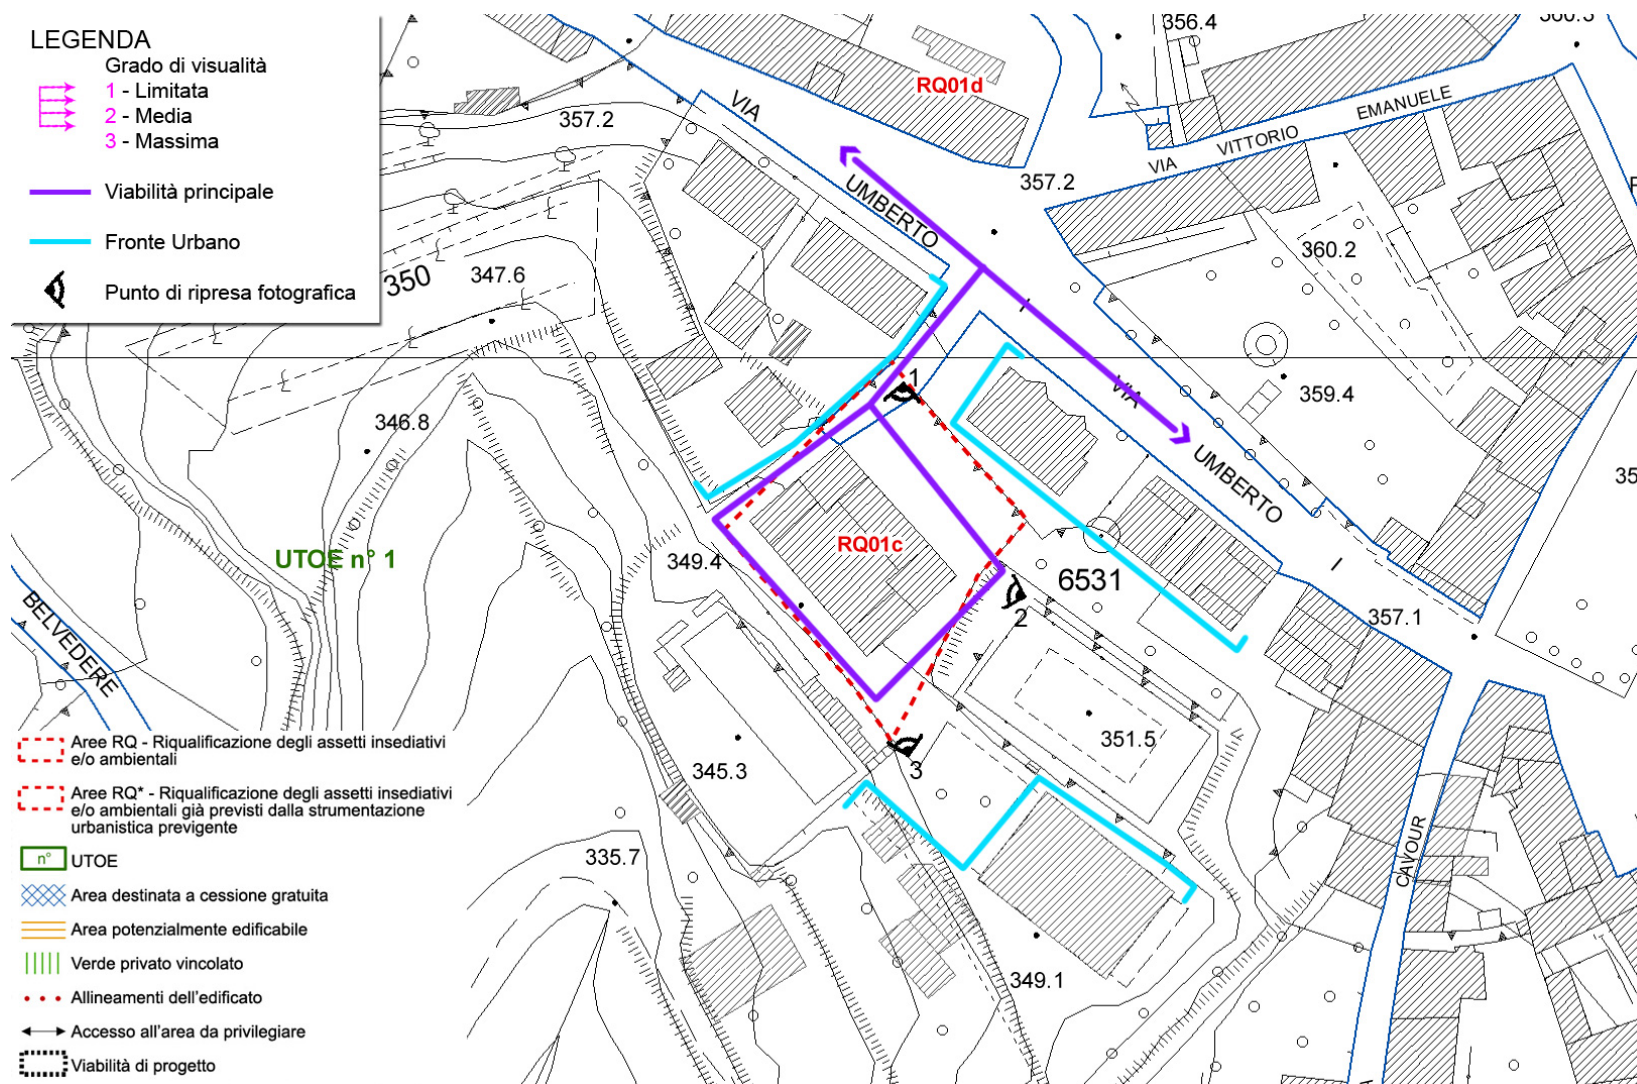 LEGENDA
Grado di visualità
1 - Limitata
2 - Media
3 - Massima
Viabilità principale
Fronte Urbano
Punto di ripresa fotografica
356.4
RQ01d
VIA
357.2
EMANUELE
VITTORIO
VIA
357.2
UMBERTO
360.2
347.6
350
I
1
VIA
359.4
346.8
UMBERTO
RQ01c
UTOE n° 1
349.4
6531
I
2
357.1
BELVEDERE
351.5
3
345.3
335.7
CAVOUR
349.1
Aree RQ - Riqualificazione degli assetti insediativi
e/o ambientali
Aree RQ* - Riqualificazione degli assetti insediativi
e/o ambientali già previsti dalla strumentazione
urbanistica previgente
n° UTOE
Area destinata a cessione gratuita
Area potenzialmente edificabile
Verde privato vincolato
Allineamenti dell'edificato
Accesso all'area da privilegiare
Viabilità di progetto